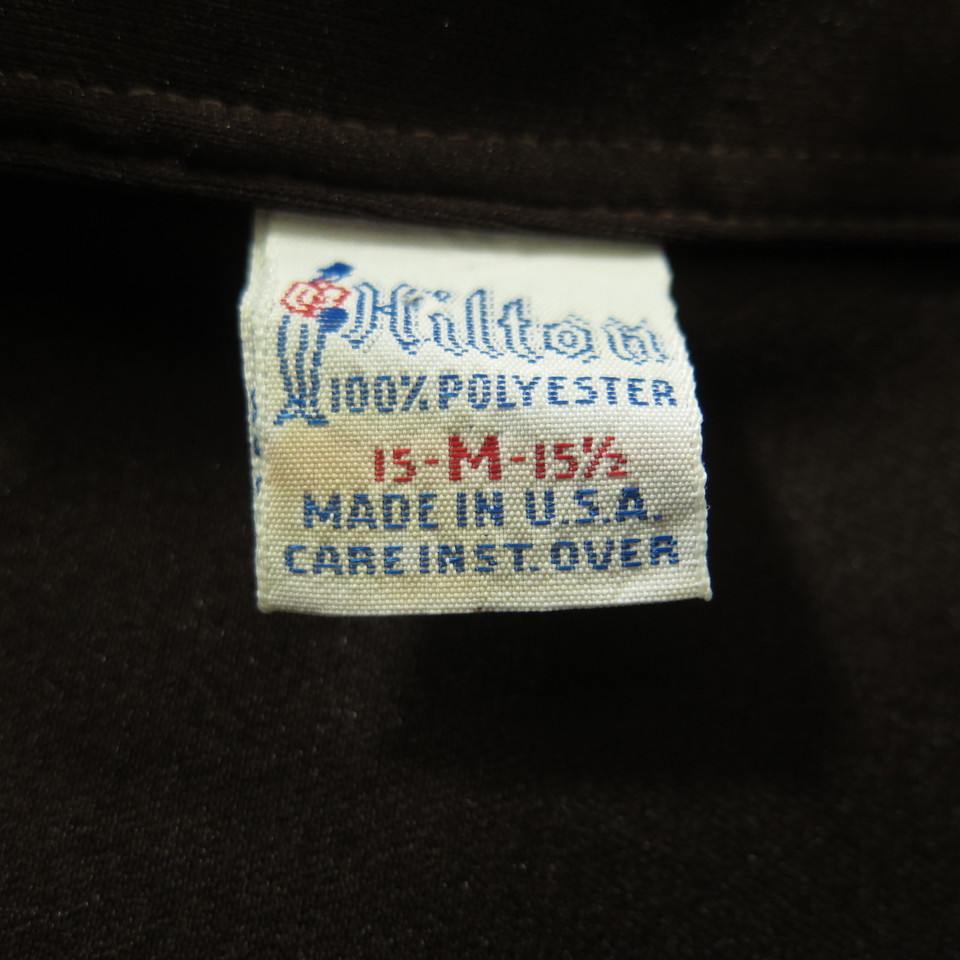 Hilton
100% POLYESTER
15-M-15½
MADE IN U.S.A.
CARE INST. OVER